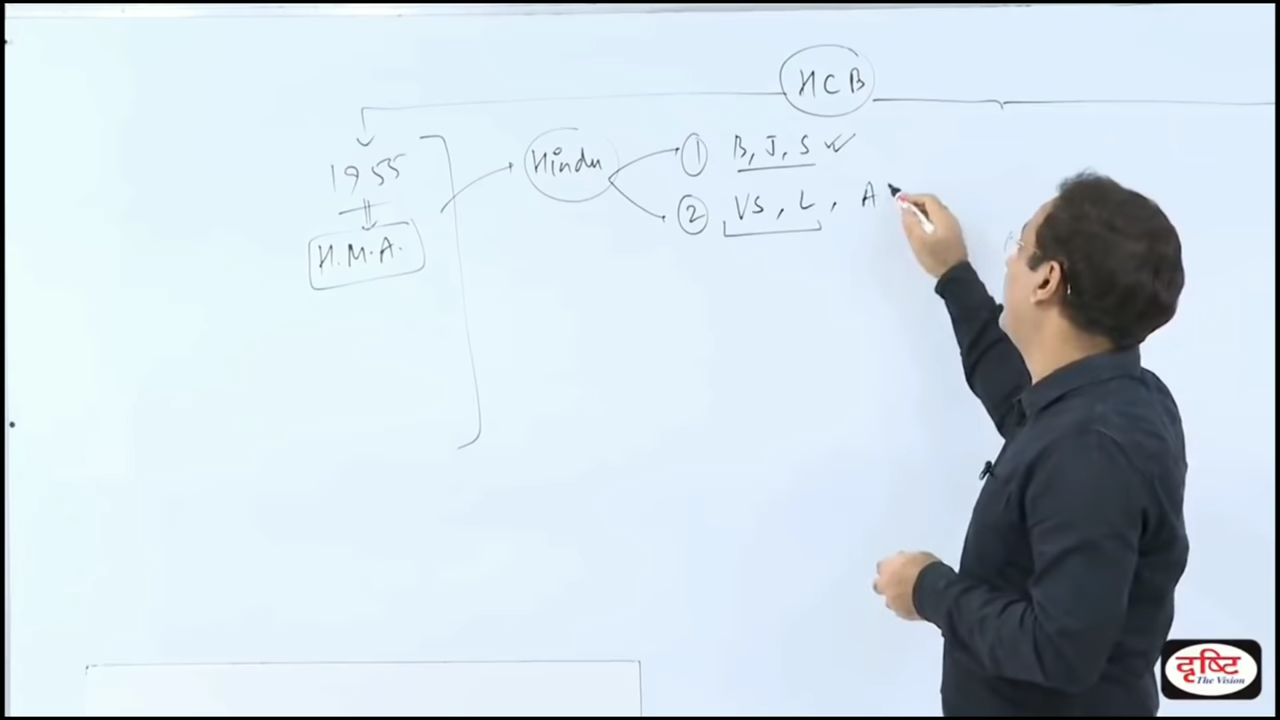 HCB
1955
H.M.A.
Hindu
① B, J, S
② VS, L, A
दृष्टि
The Vision